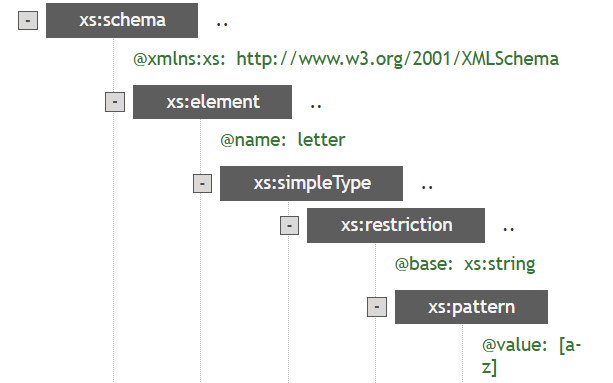 - xs:schema ..
@xmlns:xs: http://www.w3.org/2001/XMLSchema
- xs:element ..
@name: letter
- xs:simpleType ..
- xs:restriction ..
@base: xs:string
- xs:pattern
@value: [a-
z]